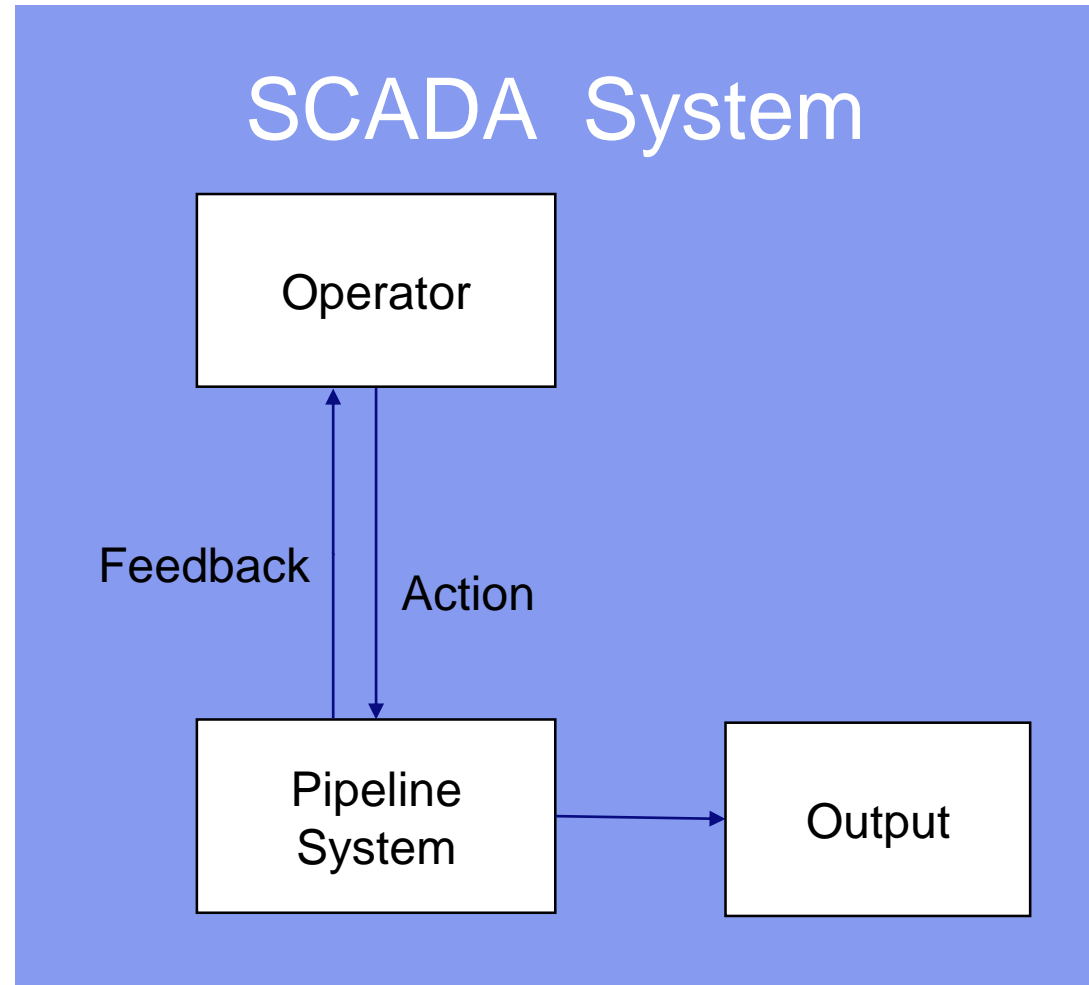 SCADA System
Operator
Feedback
Action
Pipeline
System
Output